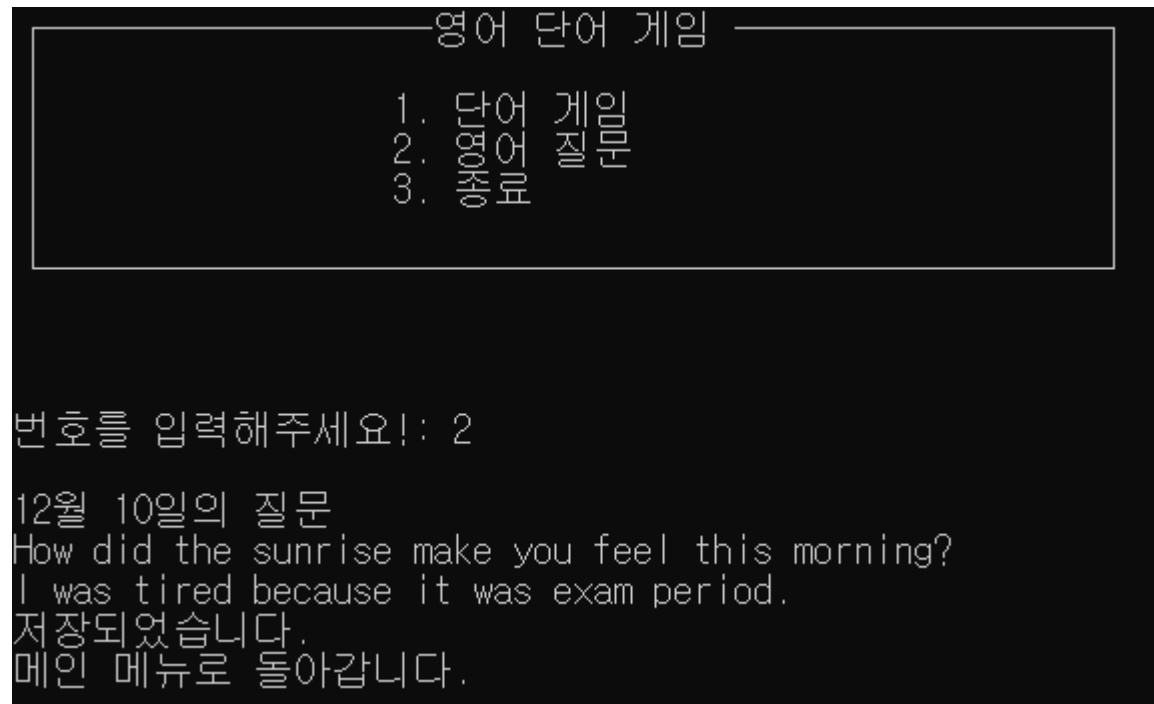 영어 단어 게임
1. 단어 게임
2. 영어 질문
3. 종료
번호를 입력해주세요!: 2
12월 10일의 질문
How did the sunrise make you feel this morning?
I was tired because it was exam period.
저장되었습니다.
메인 메뉴로 돌아갑니다.